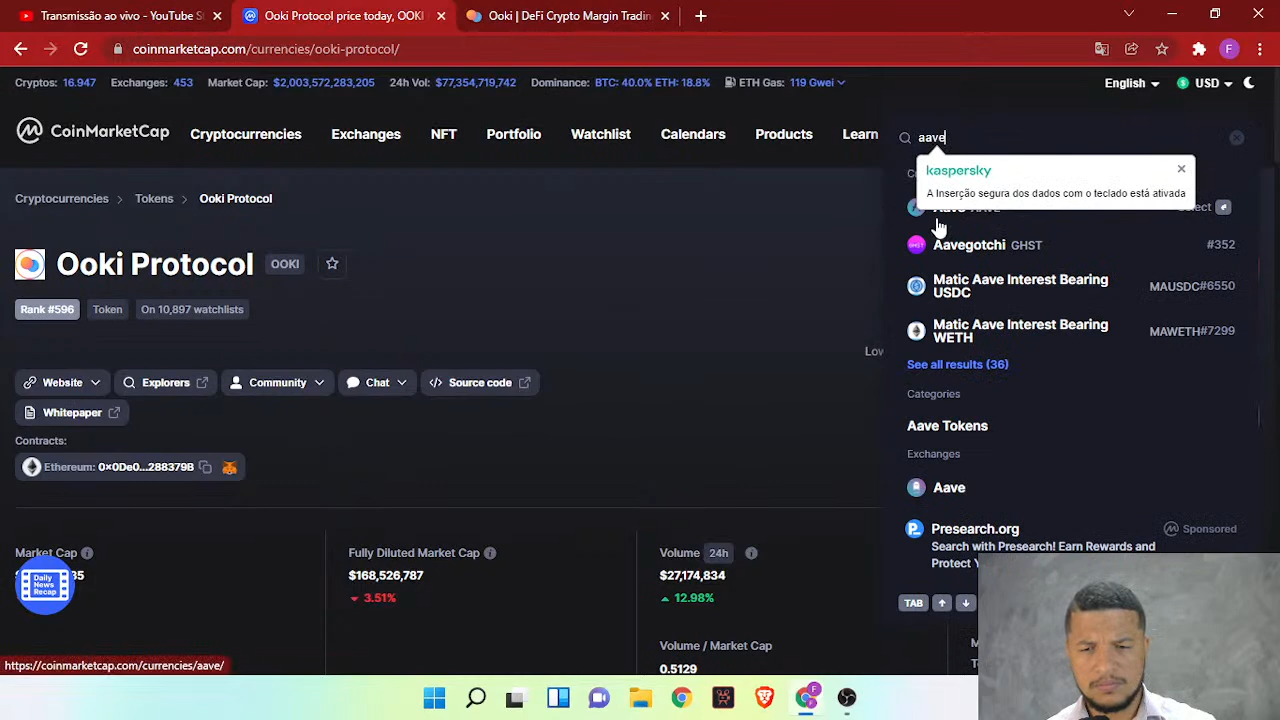 Transmissão ao vivo - YouTube S
Ooki Protocol price today, OOKI
Ooki | DeFi Crypto Margin Tradin
coinmarketcap.com/currencies/ooki-protocol/
F
Cryptos: 16.947 Exchanges: 453 Market Cap: $2,003,572,283,205 24h Vol: $77,354,719,742 Dominance: BTC: 40.0% ETH: 18.8% ETH Gas: 119 Gwei
English USD
CoinMarketCap Cryptocurrencies Exchanges NFT Portfolio Watchlist Calendars Products Learn
aave
kaspersky
A Inserção segura dos dados com o teclado está ativada
Cryptocurrencies Tokens Ooki Protocol
Aavegotchi GHST #352
Ooki Protocol OOKI
Matic Aave Interest Bearing
USDC
MAUSDC#6550
Rank #596 Token On 10,897 watchlists
Matic Aave Interest Bearing
WETH
MAWETH#7299
Low
See all results (36)
Website Explorers Community Chat Source code
Categories
Whitepaper
Aave Tokens
Contracts:
Exchanges
Ethereum: 0×0De0...288379B
Aave
Presearch.org Sponsored
Search with Presearch! Earn Rewards and
Protect Y
Market Cap Fully Diluted Market Cap Volume 24h
35 $168,526,787 $27,174,834
3.51% 12.98%
Daily
News
Recap
TAB
Volume / Market Cap
0.5129
https://coinmarketcap.com/currencies/aave/
F